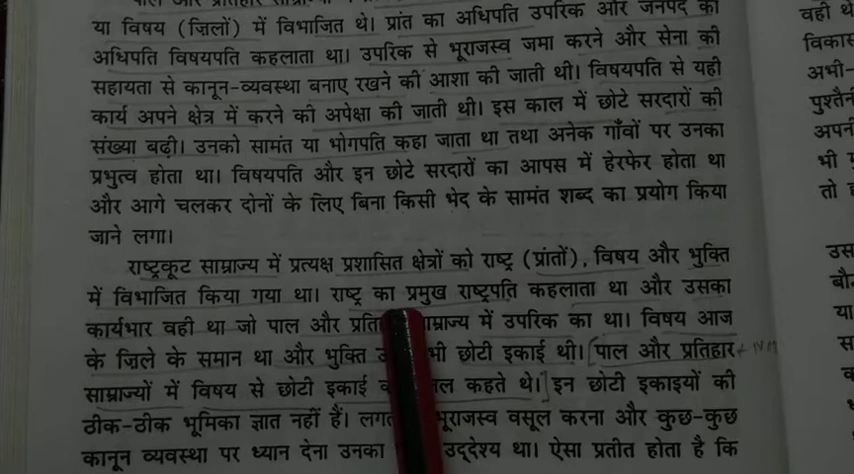 या विषय (ज़िलों) में विभाजित थे। प्रांत का अधिपति उपरिक और जनपद का
अधिपति विषयपति कहलाता था। उपरिक से भूराजस्व जमा करने और सेना की
सहायता से कानून-व्यवस्था बनाए रखने की आशा की जाती थी। विषयपति से यही
कार्य अपने क्षेत्र में करने की अपेक्षा की जाती थी। इस काल में छोटे सरदारों की
संख्या बढ़ी। उनको सामंत या भोगपति कहा जाता था तथा अनेक गाँवों पर उनका
प्रभुत्व होता था। विषयपति और इन छोटे सरदारों का आपस में हेरफेर होता था
और आगे चलकर दोनों के लिए बिना किसी भेद के सामंत शब्द का प्रयोग किया
जाने लगा।
राष्ट्रकूट साम्राज्य में प्रत्यक्ष प्रशासित क्षेत्रों को राष्ट्र (प्रांतों), विषय और भुक्ति
में विभाजित किया गया था। राष्ट्र का प्रमुख राष्ट्रपति कहलाता था और उसका
कार्यभार वही था जो पाल और साम्राज्य में उपरिक का था। विषय आज
के ज़िले के समान था और भुक्ति भी छोटी इकाई थी। पाल और प्रतिहार
साम्राज्यों में विषय से छोटी इकाई कहते थे। इन छोटी इकाइयों की
ठीक-ठीक भूमिका ज्ञात नहीं है। भूराजस्व वसूल करना और कुछ-कुछ
कानून व्यवस्था पर ध्यान देना उनका उद्देश्य था। ऐसा प्रतीत होता है कि
वही थे
विकास
अभी-
अपनी
भी
तो
उस
या